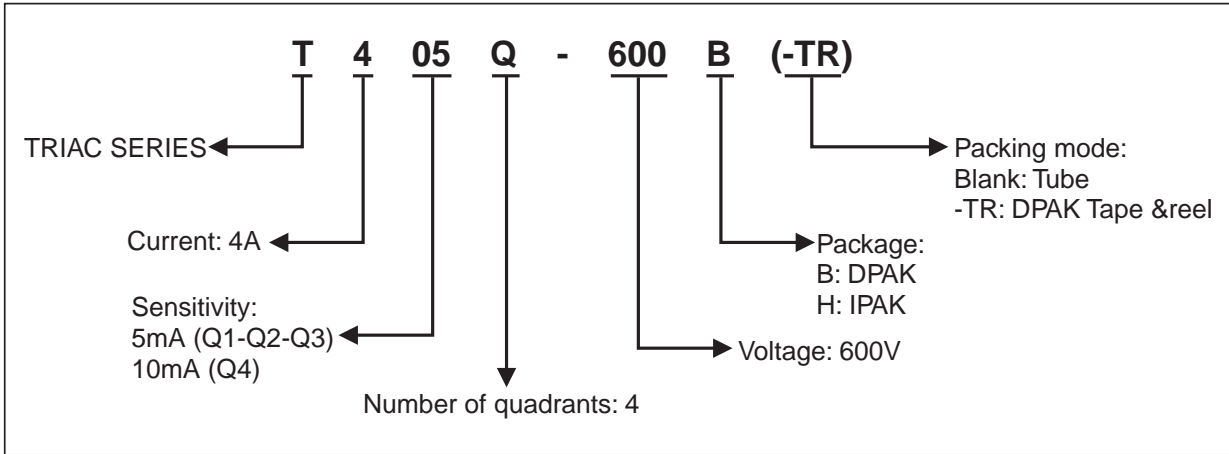 T 4 05 Q - 600 B (-TR)
TRIAC SERIES
Current: 4A
Sensitivity:
5mA (Q1-Q2-Q3)
10mA (Q4)
Number of quadrants: 4
Voltage: 600V
Package:
B: DPAK
H: IPAK
Packing mode:
Blank: Tube
-TR: DPAK Tape &reel